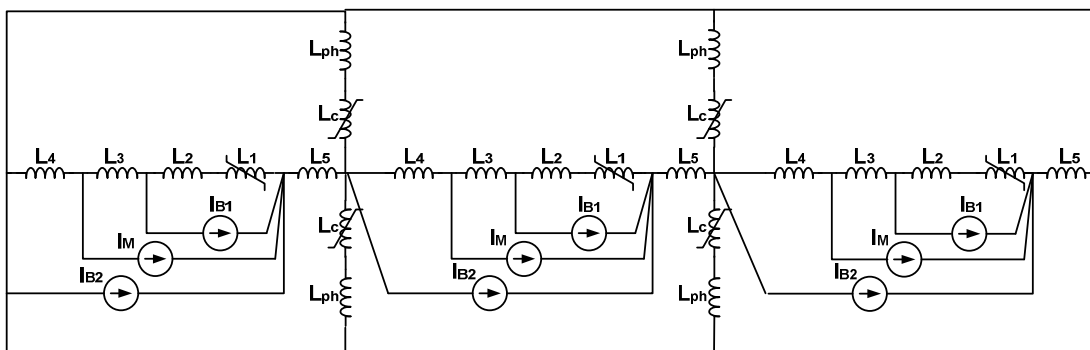 Lph Lph
Lc Lc
L4 L3 L2 L1 L5 L4 L3 L2 L1 L5 L4 L3 L2 L1 L5
IB1 Lc IB1 Lc IB1
IM IM IM
IB2 IB2 IB2
Lph Lph